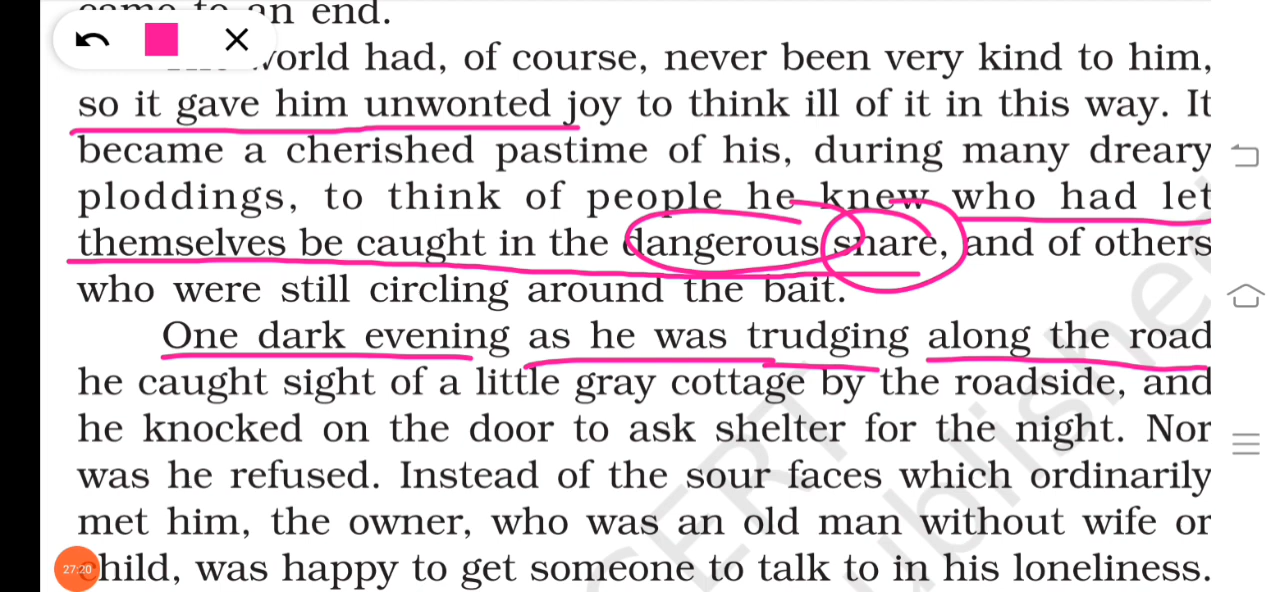 came to an end.
world had, of course, never been very kind to him,
so it gave him unwonted joy to think ill of it in this way. It
became a cherished pastime of his, during many dreary
ploddings, to think of people he knew who had let
themselves be caught in the dangerous snare, and of others
who were still circling around the bait.
One dark evening as he was trudging along the road
he caught sight of a little gray cottage by the roadside, and
he knocked on the door to ask shelter for the night. Nor
was he refused. Instead of the sour faces which ordinarily
met him, the owner, who was an old man without wife or
child, was happy to get someone to talk to in his loneliness.
27:20